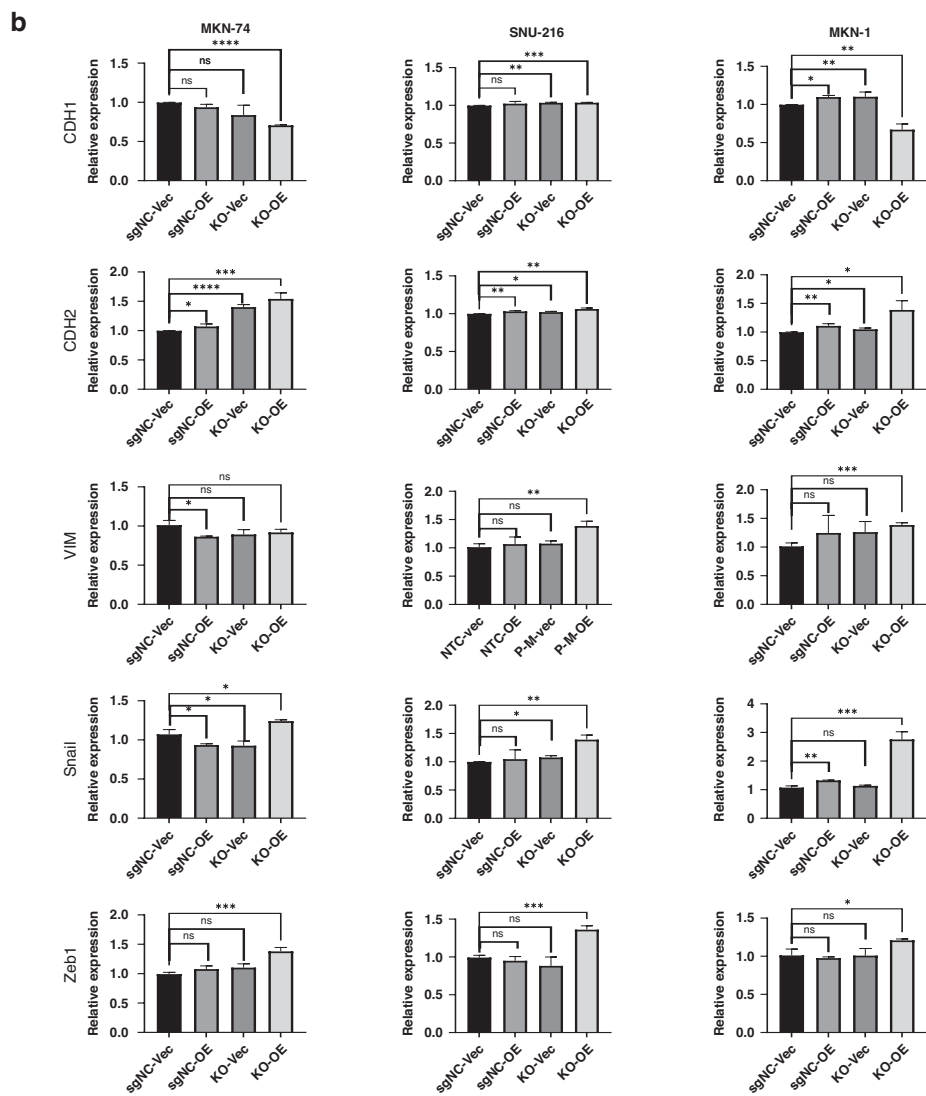 b
MKN-74
SNU-216
MKN-1
CDH1
Relative expression
1.5
1.0
0.5
0.0
****
ns
ns
sgNC-Vec
sgNC-OE
KO-Vec
KO-OE
Relative expression
1.5
1.0
0.5
0.0
***
**
ns
sgNC-Vec
sgNC-OE
KO-Vec
KO-OE
Relative expression
1.5
1.0
0.5
0.0
**
**
*
sgNC-Vec
sgNC-OE
KO-Vec
KO-OE
CDH2
Relative expression
2.0
1.5
1.0
0.5
0.0
***
****
*
sgNC-Vec
sgNC-OE
KO-Vec
KO-OE
Relative expression
1.5
1.0
0.5
0.0
**
*
**
sgNC-Vec
sgNC-OE
KO-Vec
KO-OE
Relative expression
2.0
1.5
1.0
0.5
0.0
*
*
**
sgNC-Vec
sgNC-OE
KO-Vec
KO-OE
VIM
Relative expression
1.5
1.0
0.5
0.0
ns
ns
*
sgNC-Vec
sgNC-OE
KO-Vec
KO-OE
Relative expression
2.0
1.5
1.0
0.5
0.0
**
ns
ns
NTC-vec
NTC-OE
P-M-vec
P-M-OE
Relative expression
2.0
1.5
1.0
0.5
0.0
***
ns
ns
sgNC-Vec
sgNC-OE
KO-Vec
KO-OE
Snail
Relative expression
1.5
1.0
0.5
0.0
*
*
*
sgNC-Vec
sgNC-OE
KO-Vec
KO-OE
Relative expression
2.0
1.5
1.0
0.5
0.0
**
*
ns
sgNC-Vec
sgNC-OE
KO-Vec
KO-OE
Relative expression
4
3
2
1
0
***
ns
**
sgNC-Vec
sgNC-OE
KO-Vec
KO-OE
Zeb1
Relative expression
2.0
1.5
1.0
0.5
0.0
***
ns
ns
sgNC-Vec
sgNC-OE
KO-Vec
KO-OE
Relative expression
1.5
1.0
0.5
0.0
***
ns
ns
sgNC-Vec
sgNC-OE
KO-Vec
KO-OE
Relative expression
1.5
1.0
0.5
0.0
*
ns
ns
sgNC-Vec
sgNC-OE
KO-Vec
KO-OE